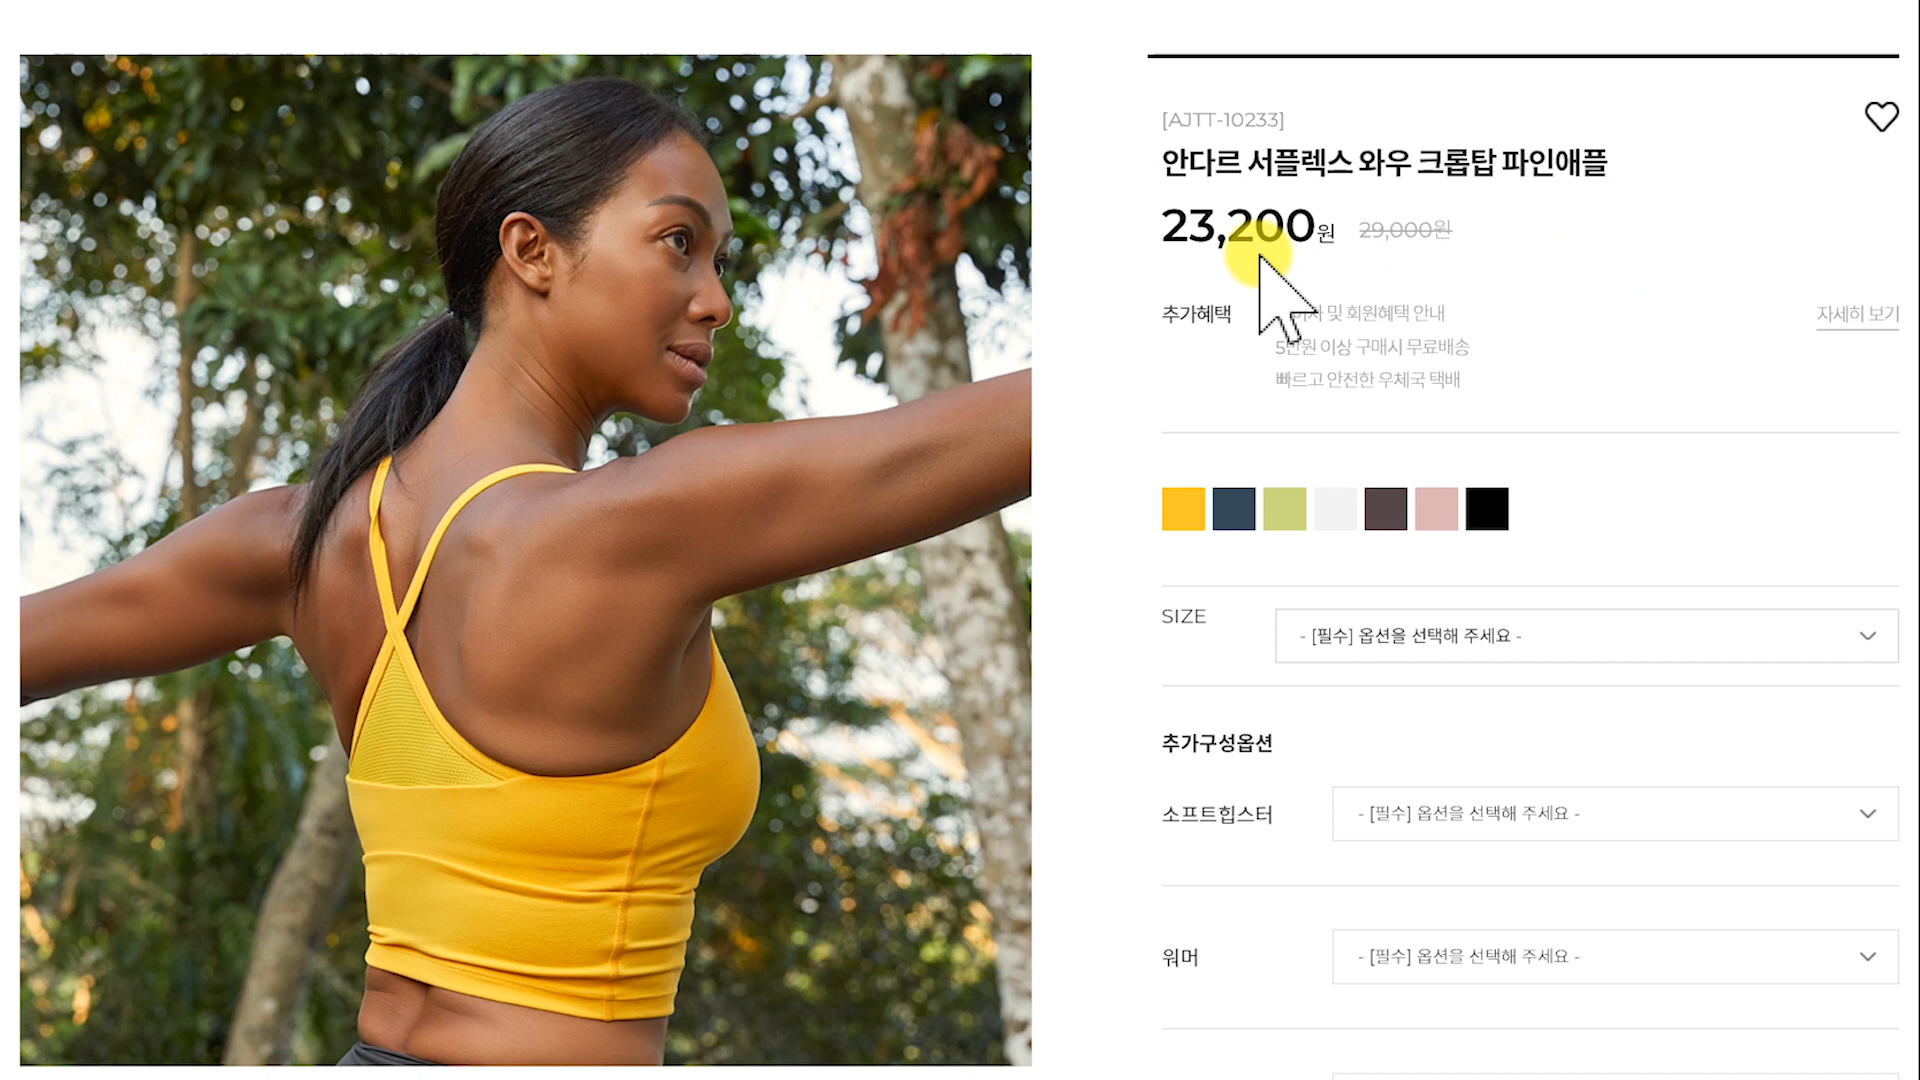 [AJTT-10233]
안다르 서플렉스 와우 크롭탑 파인애플
23,200원 29,000원
추가혜택 및 회원혜택 안내 자세히 보기
5만원 이상 구매시 무료배송
빠르고 안전한 우체국 택배
SIZE - [필수] 옵션을 선택해 주세요 -
추가구성옵션
소프트힙스터 - [필수] 옵션을 선택해 주세요 -
워머 - [필수] 옵션을 선택해 주세요 -